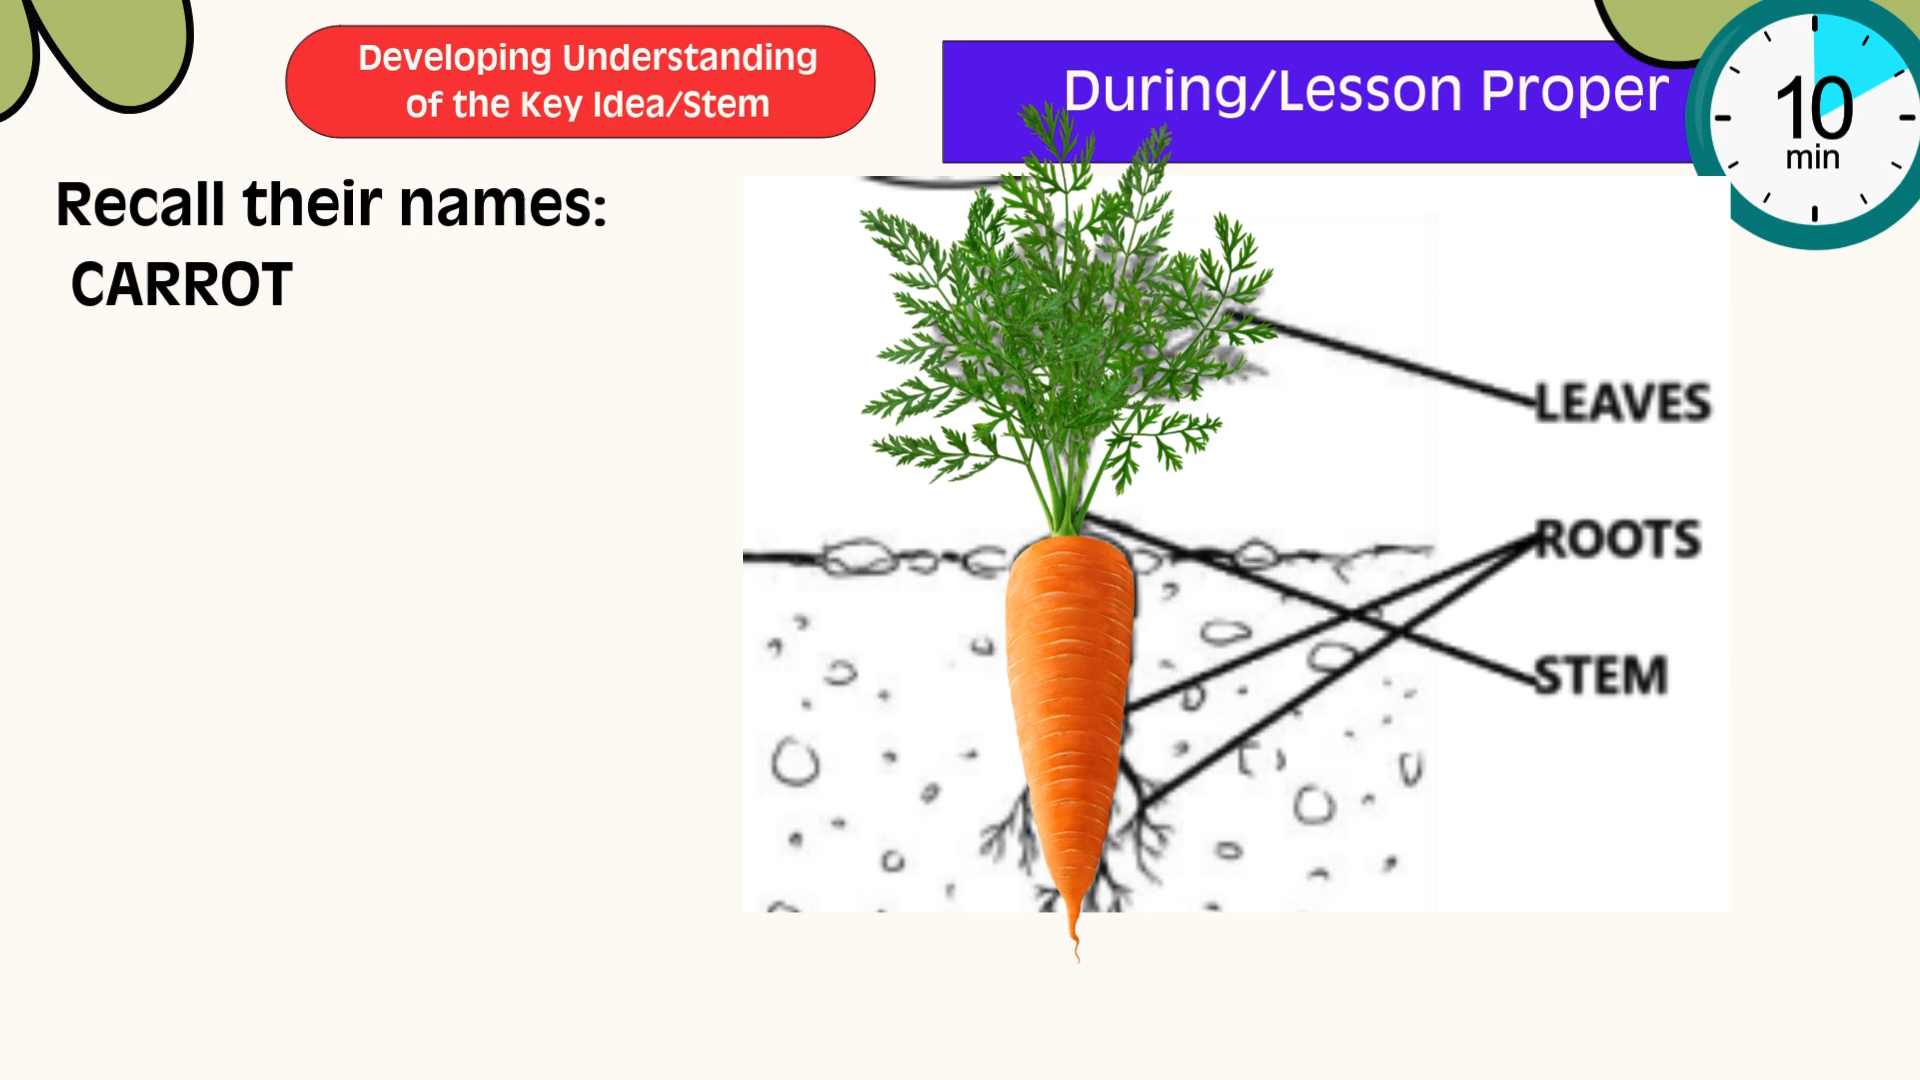 Developing Understanding
of the Key Idea/Stem
During/Lesson Proper
10
min
Recall their names:
CARROT
LEAVES
ROOTS
STEM